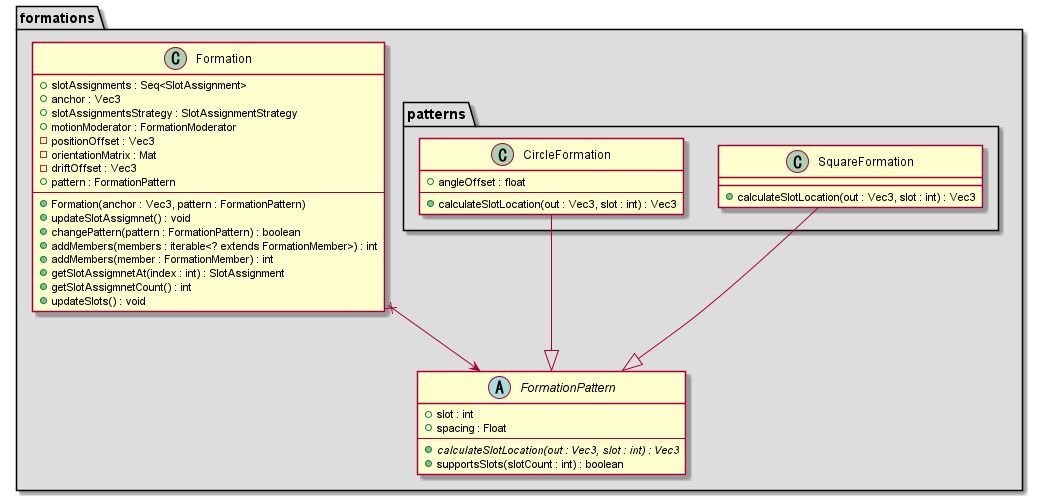 formations
C Formation
slotAssignments : Seq<SlotAssignment>
anchor : Vec3
slotAssignmentsStrategy : SlotAssignmentStrategy
motionModerator : FormationModerator
positionOffset : Vec3
orientationMatrix : Mat
driftOffset : Vec3
pattern : FormationPattern
Formation(anchor : Vec3, pattern : FormationPattern)
updateSlotAssigmnet() : void
changePattern(pattern : FormationPattern) : boolean
addMembers(members : iterable<? extends FormationMember>) : int
addMembers(member : FormationMember) : int
getSlotAssigmnetAt(index : int) : SlotAssignment
getSlotAssigmnetCount() : int
updateSlots() : void
patterns
C CircleFormation
angleOffset : float
calculateSlotLocation(out : Vec3, slot : int) : Vec3
C SquareFormation
calculateSlotLocation(out : Vec3, slot : int) : Vec3
A FormationPattern
slot : int
spacing : Float
calculateSlotLocation(out : Vec3, slot : int) : Vec3
supportsSlots(slotCount : int) : boolean